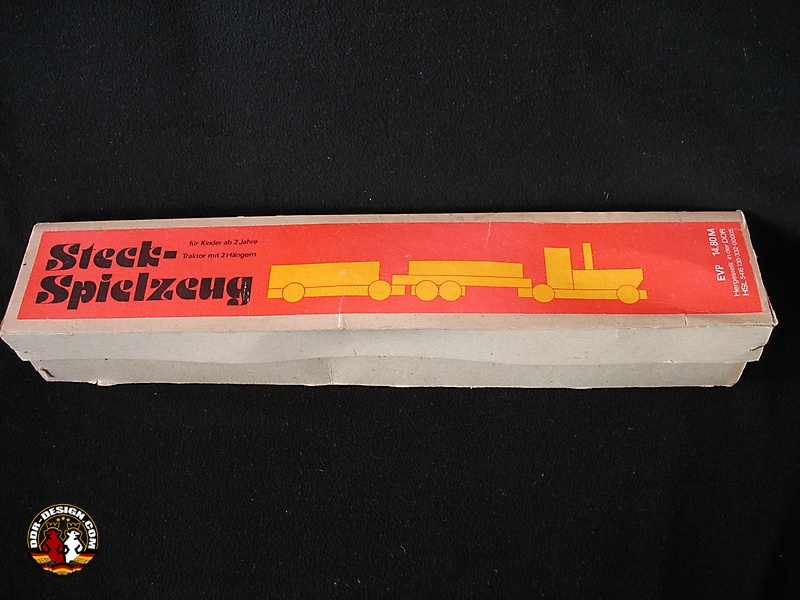 Steck-
Spielzeug
für Kinder ab 2 Jahre
Traktor mit 2 Hängern
EVP 14.80 M
Hergestellt in der DDR
HSL
DDR-DESIGN.COM